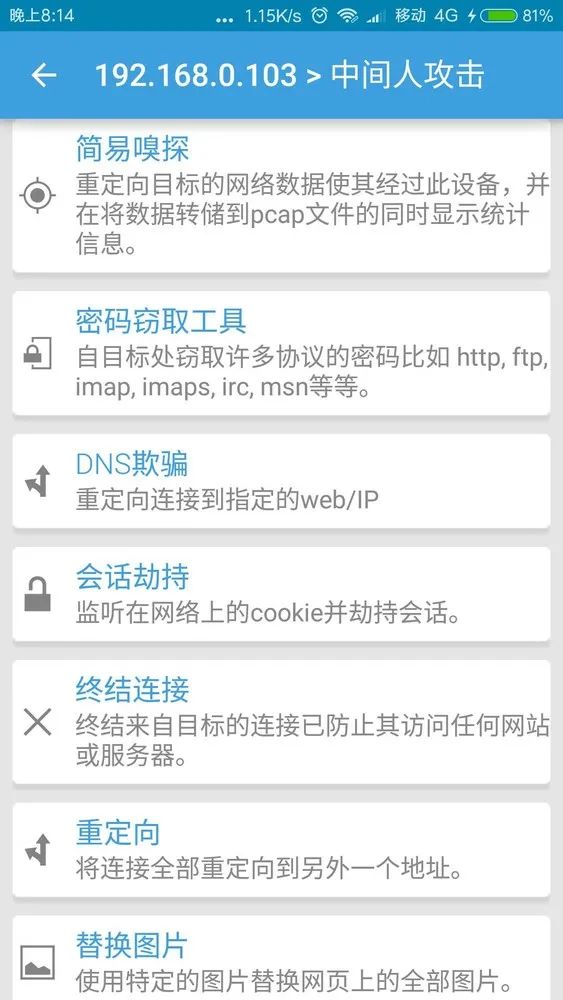 晚上8:14 ... 1.15K/s 移动 4G 81%
192.168.0.103 > 中间人攻击
简易嗅探
重定向目标的网络数据使其经过此设备，并
在将数据转储到pcap文件的同时显示统计
信息。
密码窃取工具
自目标处窃取许多协议的密码比如 http, ftp,
imap, imaps, irc, msn等等。
DNS欺骗
重定向连接到指定的web/IP
会话劫持
监听在网络上的cookie并劫持会话。
终结连接
终结来自目标的连接已防止其访问任何网站
或服务器。
重定向
将连接全部重定向到另外一个地址。
替换图片
使用特定的图片替换网页上的全部图片。